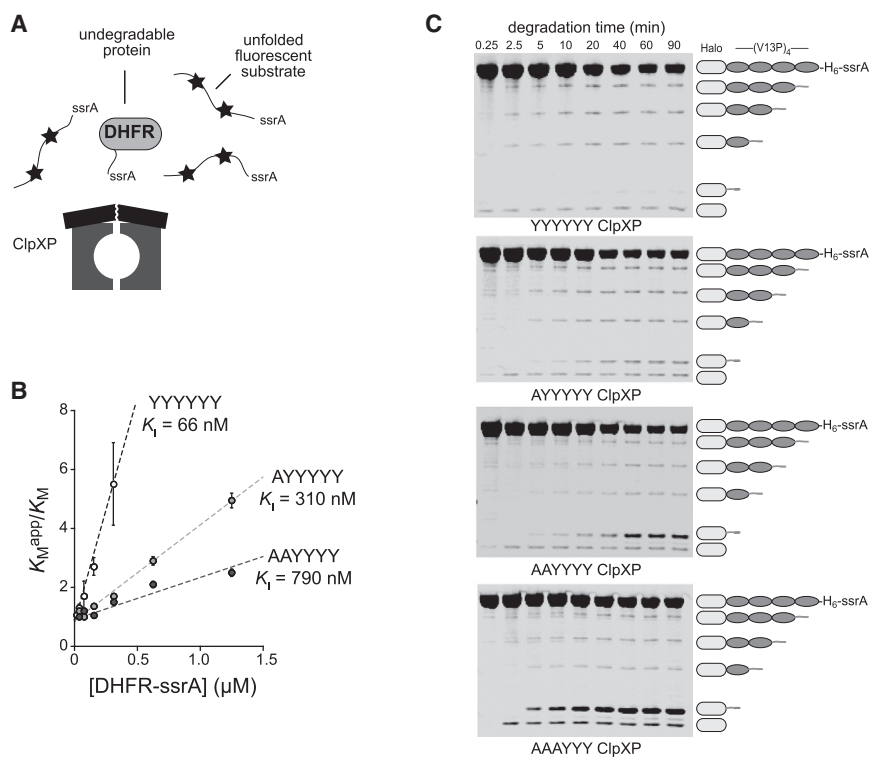 A
undegradable
protein
unfolded
fluorescent
substrate
ssrA
ssrA
DHFR
ssrA
ssrA
ClpXP
B
8
6
4
2
0
0
0.5
1.0
1.5
K_M^app/K_M
[DHFR-ssrA] (µM)
YYYYYY
K_I = 66 nM
AYYYYY
K_I = 310 nM
AAYYYY
K_I = 790 nM
C
degradation time (min)
0.25 2.5 5 10 20 40 60 90
Halo (V13P)₄
-H₆-ssrA
YYYYYY ClpXP
-H₆-ssrA
AYYYYY ClpXP
-H₆-ssrA
AAYYYY ClpXP
-H₆-ssrA
AAAYYY ClpXP